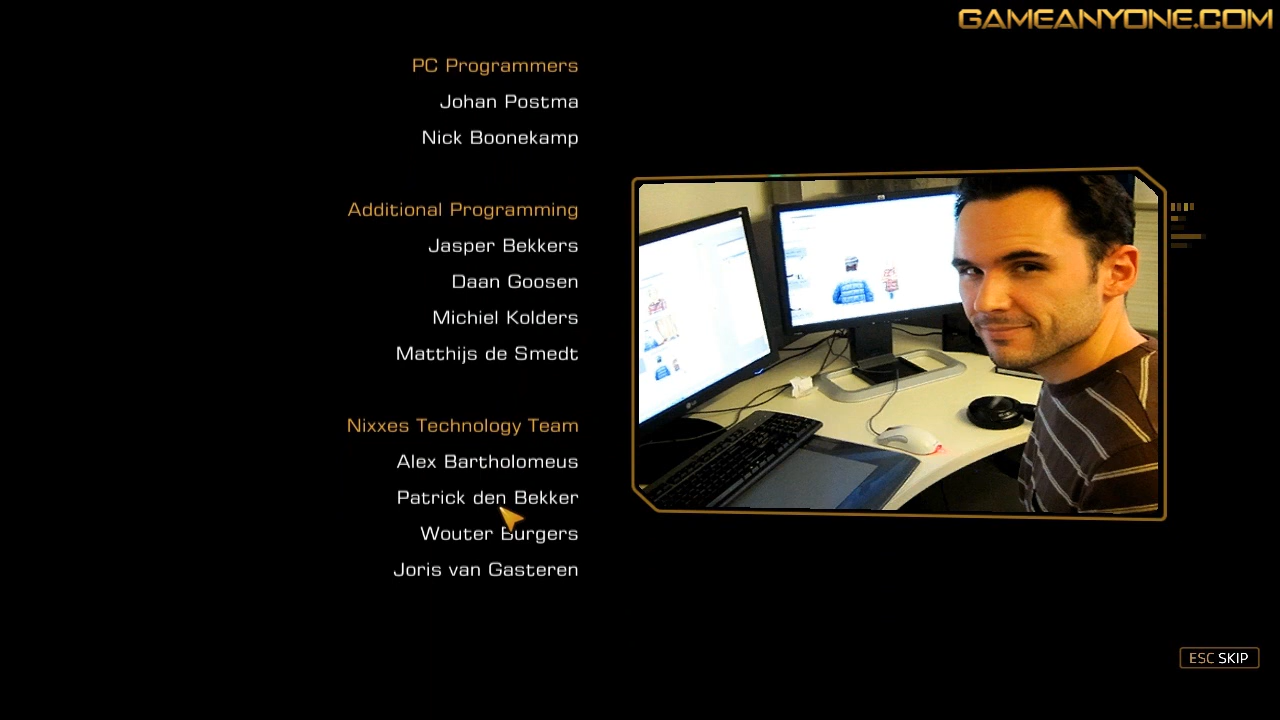 GAMEANYONE.COM
PC Programmers
Johan Postma
Nick Boonekamp
Additional Programming
Jasper Bekkers
Daan Goosen
Michiel Kolders
Matthijs de Smedt
Nixxes Technology Team
Alex Bartholomeus
Patrick den Bekker
Wouter Burgers
Joris van Gasteren
ESC SKIP